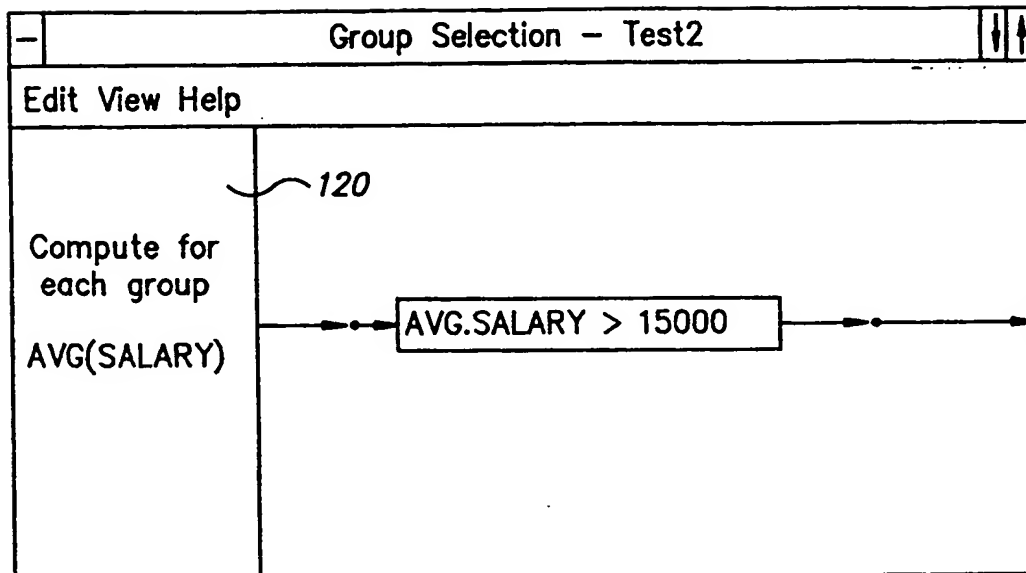 Group Selection - Test2
Edit View Help
120
Compute for
each group
AVG(SALARY)
AVG.SALARY > 15000